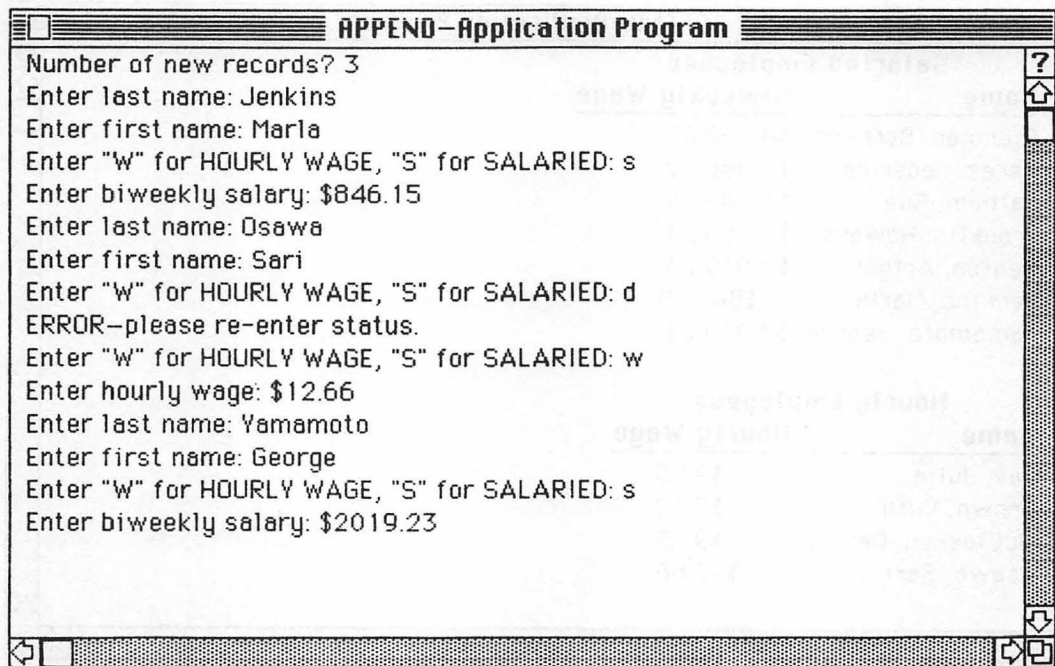 APPEND–Application Program
?
Number of new records? 3
Enter last name: Jenkins
Enter first name: Marla
Enter "W" for HOURLY WAGE, "S" for SALARIED: s
Enter biweekly salary: $846.15
Enter last name: Osawa
Enter first name: Sari
Enter "W" for HOURLY WAGE, "S" for SALARIED: d
ERROR–please re-enter status.
Enter "W" for HOURLY WAGE, "S" for SALARIED: w
Enter hourly wage: $12.66
Enter last name: Yamamoto
Enter first name: George
Enter "W" for HOURLY WAGE, "S" for SALARIED: s
Enter biweekly salary: $2019.23